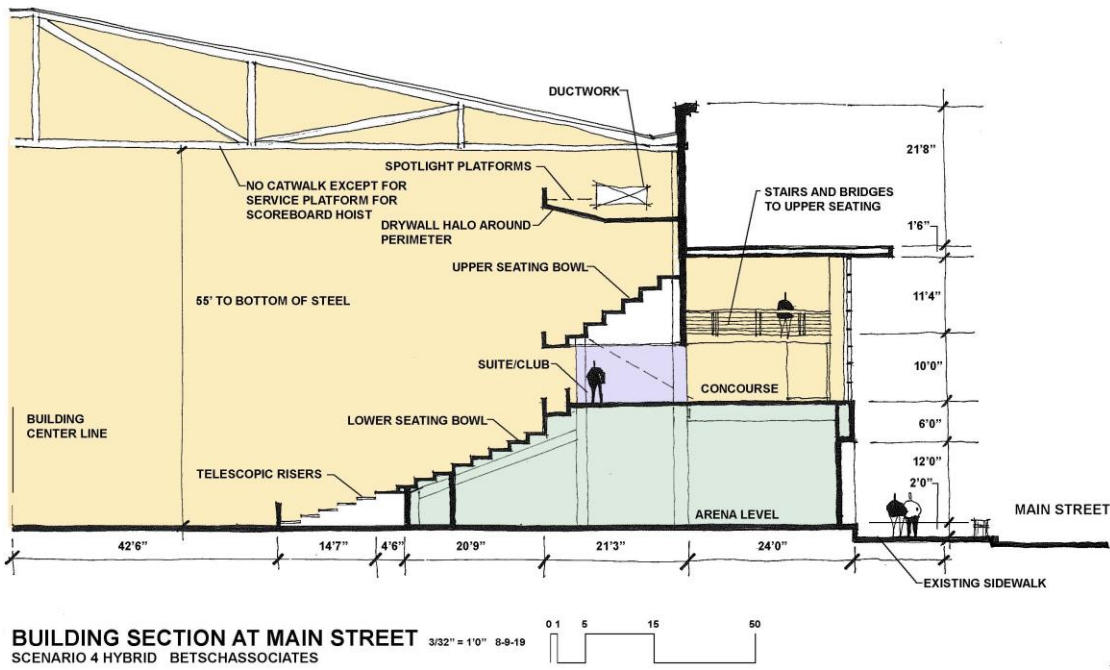 DUCTWORK
21'8"
SPOTLIGHT PLATFORMS
NO CATWALK EXCEPT FOR
SERVICE PLATFORM FOR
SCOREBOARD HOIST
STAIRS AND BRIDGES
TO UPPER SEATING
DRYWALL HALO AROUND
PERIMETER
1'6"
UPPER SEATING BOWL
11'4"
55' TO BOTTOM OF STEEL
SUITE/CLUB
10'0"
CONCOURSE
BUILDING
CENTER LINE
LOWER SEATING BOWL
6'0"
12'0"
TELESCOPIC RISERS
2'0"
ARENA LEVEL
MAIN STREET
42'6"
14'7"
4'6"
20'9"
21'3"
24'0"
EXISTING SIDEWALK
BUILDING SECTION AT MAIN STREET 3/32" = 1'0" 8-9-19
0 1 5 15 50
SCENARIO 4 HYBRID BETSCHASSOCIATES